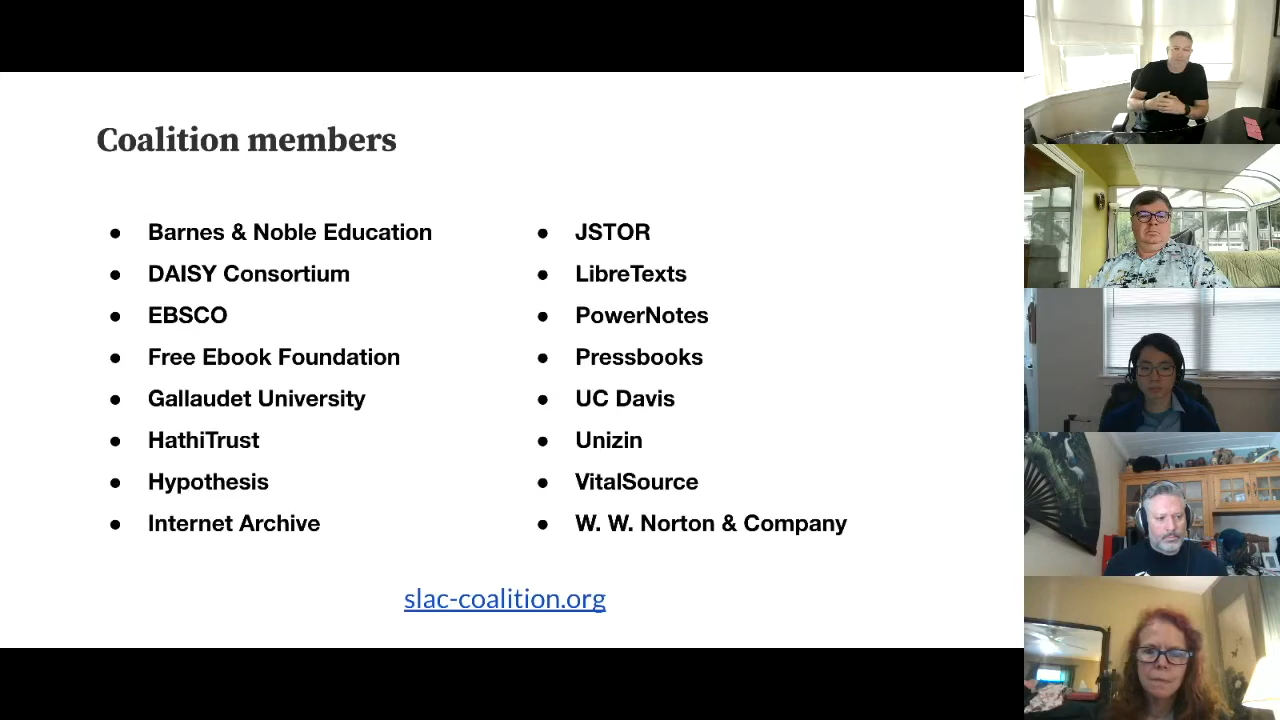 Coalition members
Barnes & Noble Education
DAISY Consortium
EBSCO
Free Ebook Foundation
Gallaudet University
HathiTrust
Hypothesis
Internet Archive
JSTOR
LibreTexts
PowerNotes
Pressbooks
UC Davis
Unizin
VitalSource
W. W. Norton & Company
slac-coalition.org